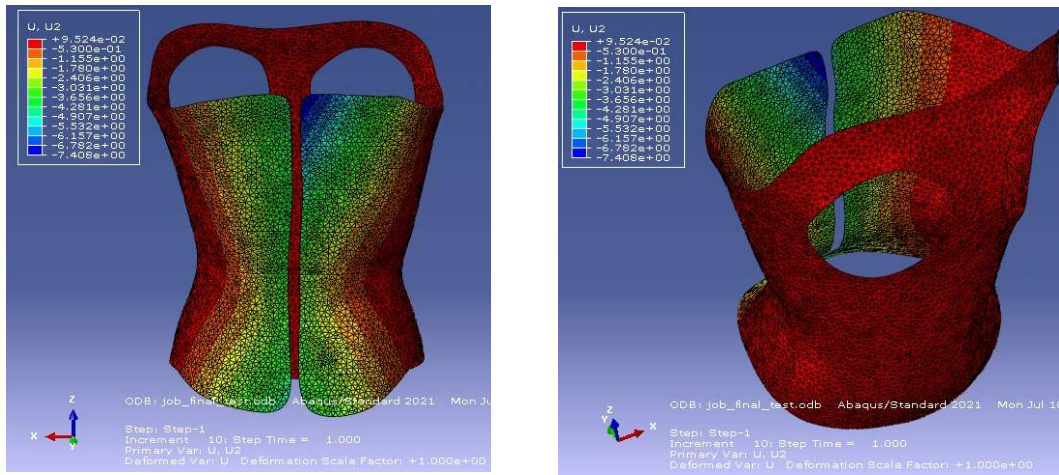 U, U2
+9.524e-02
-5.300e-01
-1.155e+00
-1.780e+00
-2.406e+00
-3.031e+00
-3.656e+00
-4.281e+00
-4.907e+00
-5.532e+00
-6.157e+00
-6.782e+00
-7.408e+00
Z
X
Y
ODB: job_final_test.odb Abaqus/Standard 2021 Mon Jul
Step: Step-1
Increment 10: Step Time = 1.000
Primary Var: U, U2
Deformed Var: U Deformation Scale Factor: +1.000e+00
U, U2
+9.524e-02
-5.300e-01
-1.155e+00
-1.780e+00
-2.406e+00
-3.031e+00
-3.656e+00
-4.281e+00
-4.907e+00
-5.532e+00
-6.157e+00
-6.782e+00
-7.408e+00
Y
Z
X
ODB: job_final_test.odb Abaqus/Standard 2021 Mon Jul 10
Step: Step-1
Increment 10: Step Time = 1.000
Primary Var: U, U2
Deformed Var: U Deformation Scale Factor: +1.000e+00